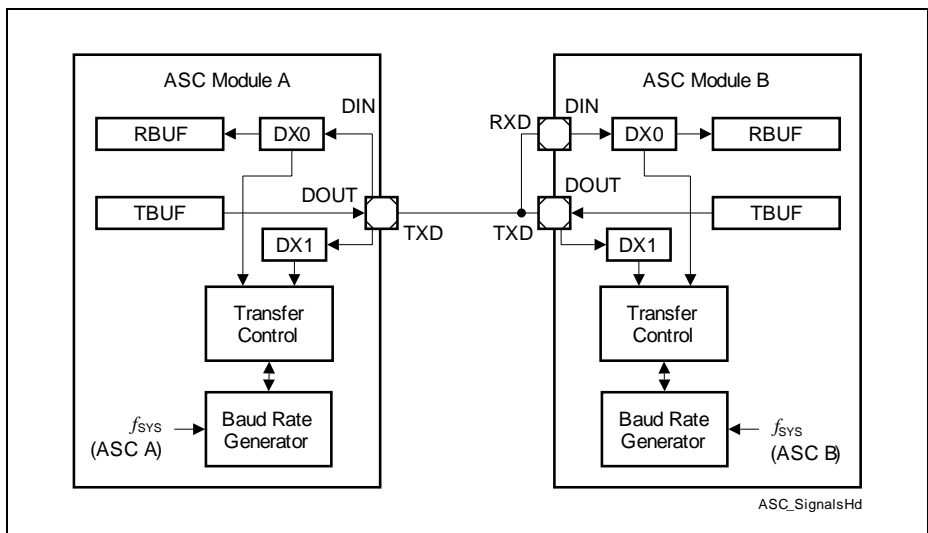 ASC Module A
DIN
RBUF
DX0
DOUT
TBUF
TXD
DX1
Transfer
Control
Baud Rate
Generator
fSYS
(ASC A)
ASC Module B
RXD
DIN
DX0
RBUF
DOUT
TXD
TBUF
DX1
Transfer
Control
Baud Rate
Generator
fSYS
(ASC B)
ASC_SignalsHd